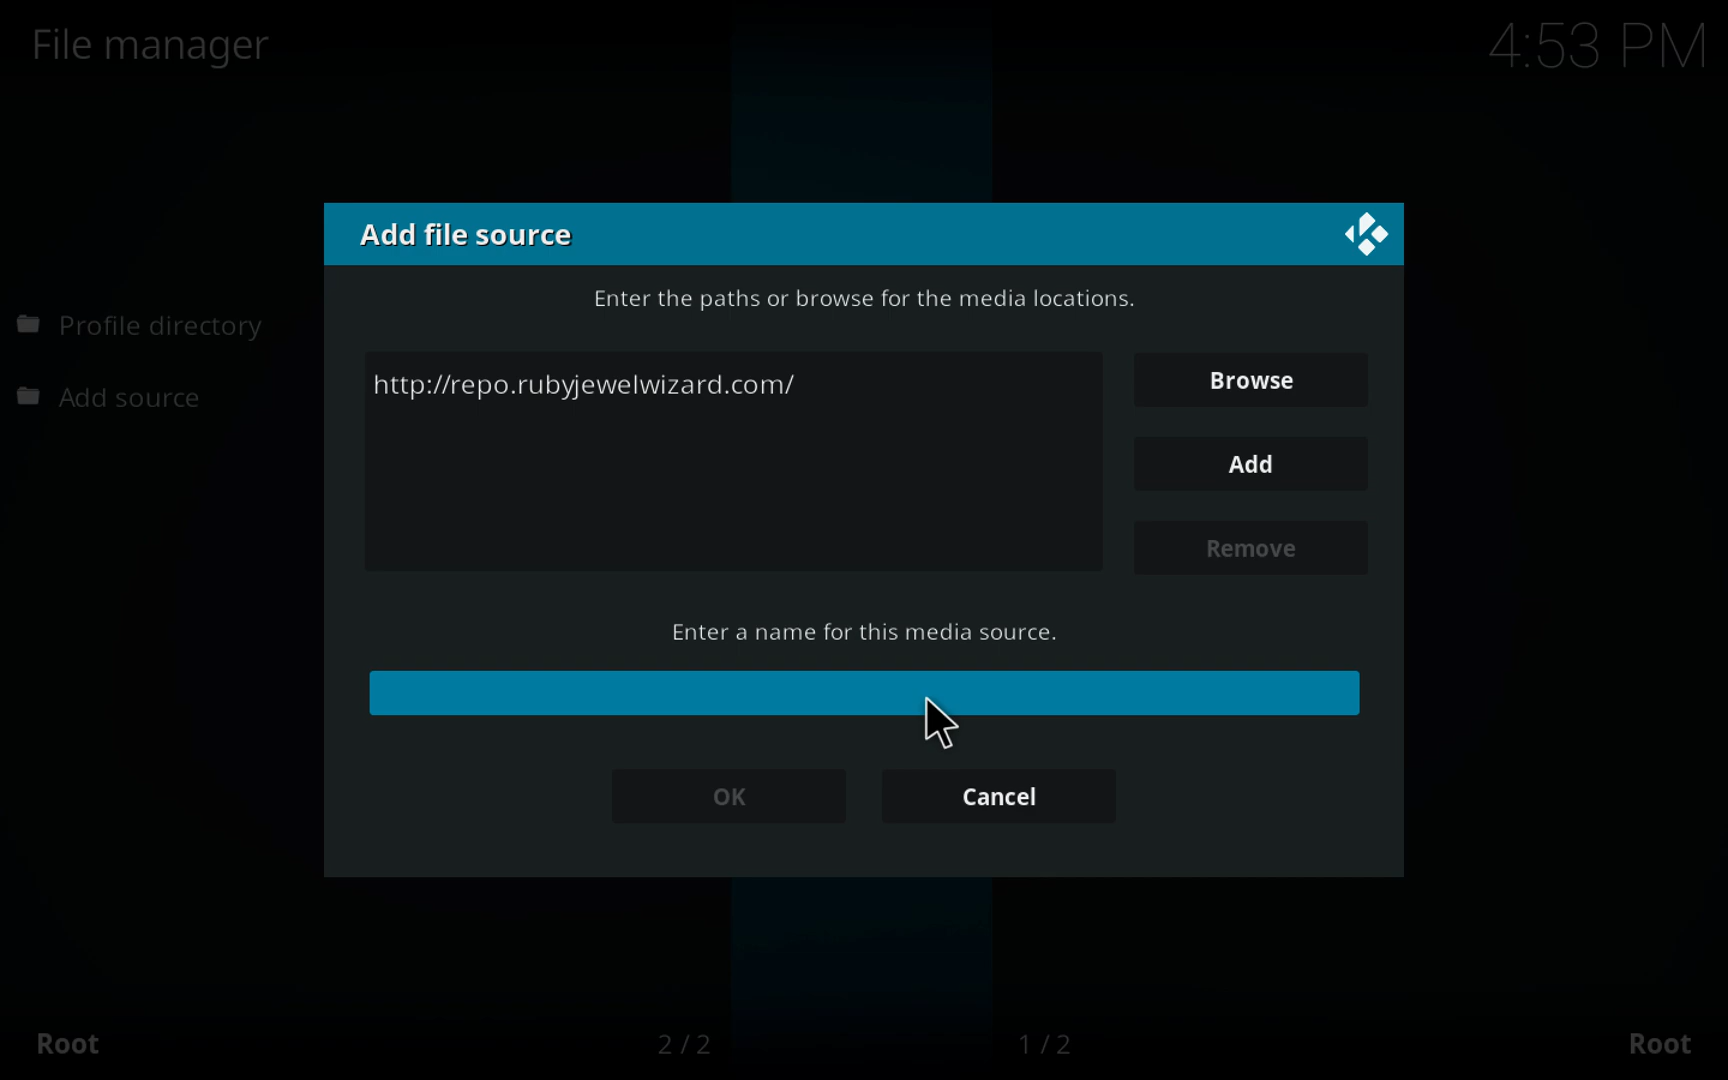 File manager
4:53 PM
Add file source
Enter the paths or browse for the media locations.
Profile directory
Add source
http://repo.rubyjewelwizard.com/
Browse
Add
Remove
Enter a name for this media source.
OK
Cancel
Root
2 / 2
1 / 2
Root